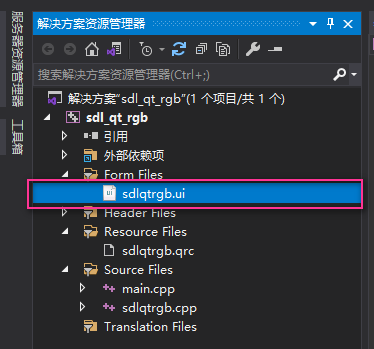 服务器资源管理器
工具箱
解决方案资源管理器
搜索解决方案资源管理器(Ctrl+;)
解决方案"sdl_qt_rgb"(1 个项目/共 1 个)
sdl_qt_rgb
引用
外部依赖项
Form Files
sdlqtrgb.ui
Header Files
Resource Files
sdlqtrgb.qrc
Source Files
main.cpp
sdlqtrgb.cpp
Translation Files